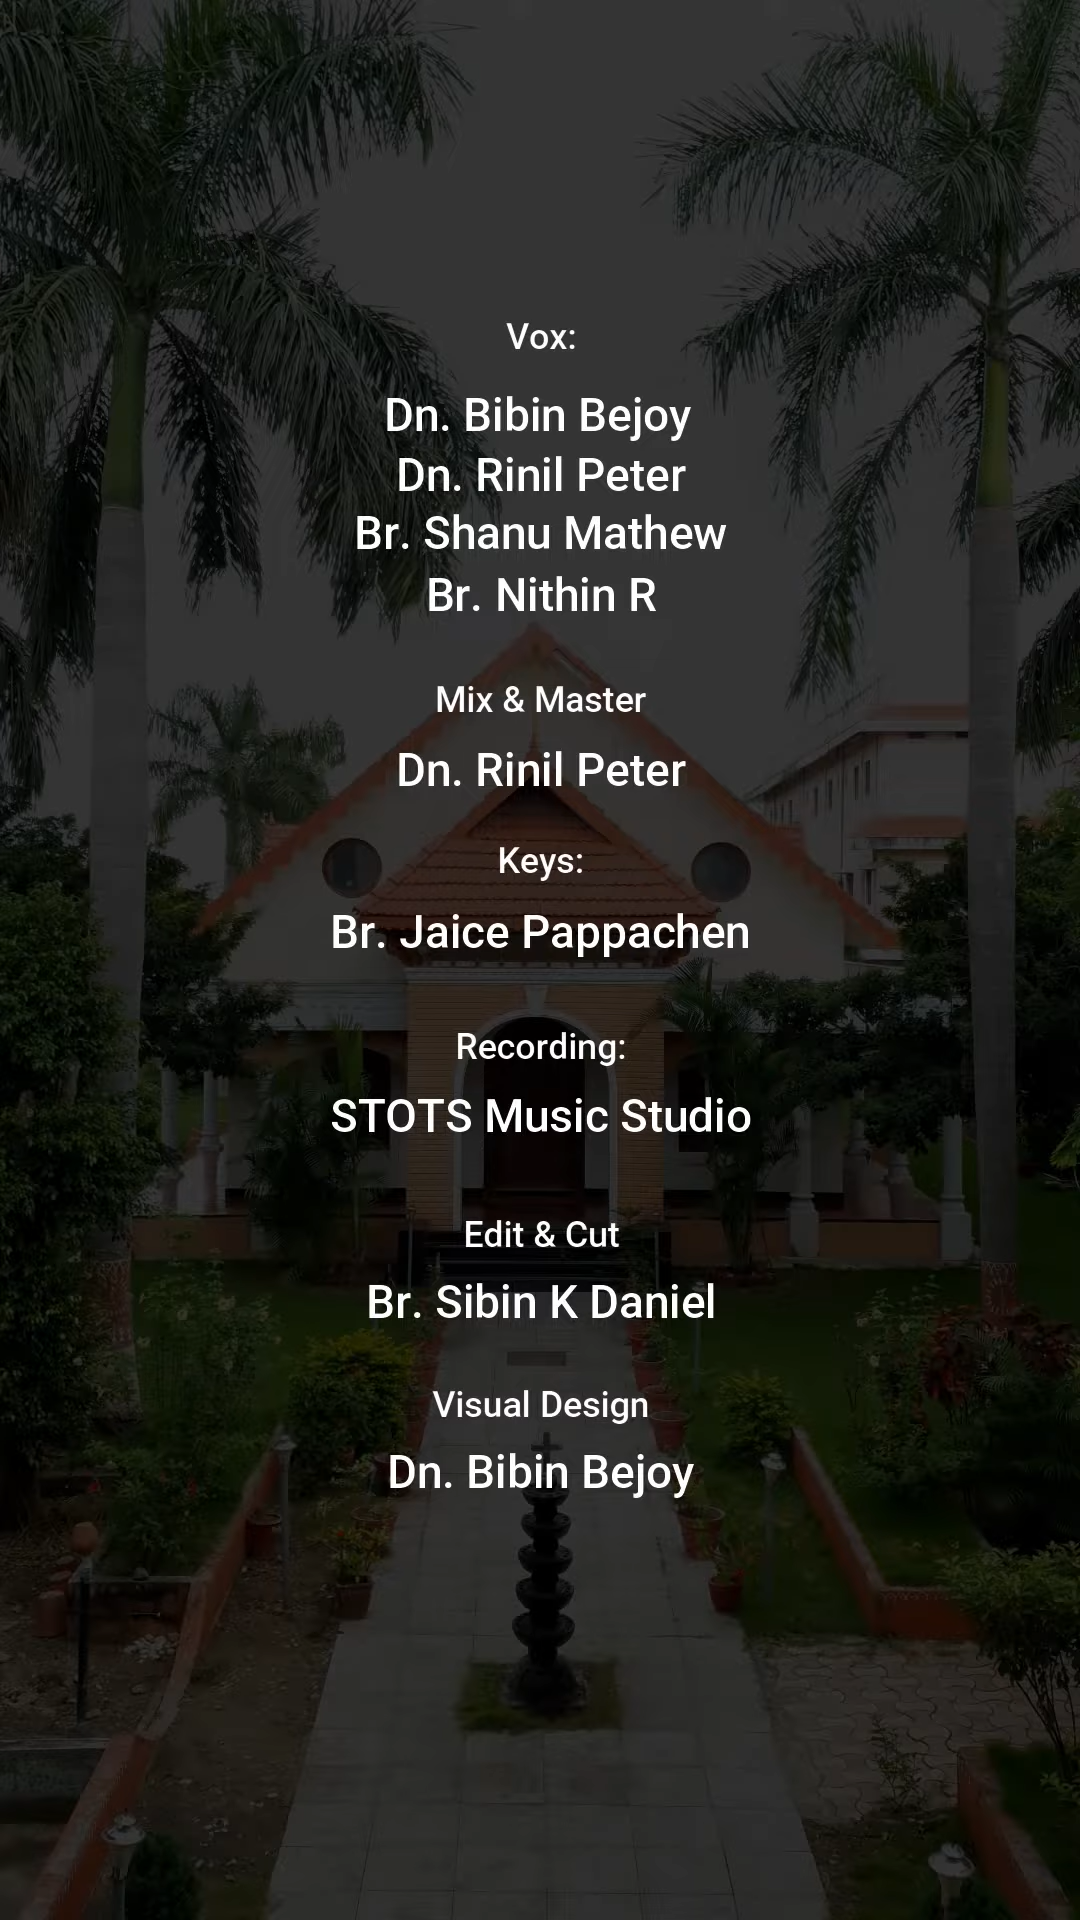 Vox:
Dn. Bibin Bejoy
Dn. Rinil Peter
Br. Shanu Mathew
Br. Nithin R
Mix & Master
Dn. Rinil Peter
Keys:
Br. Jaice Pappachen
Recording:
STOTS Music Studio
Edit & Cut
Br. Sibin K Daniel
Visual Design
Dn. Bibin Bejoy